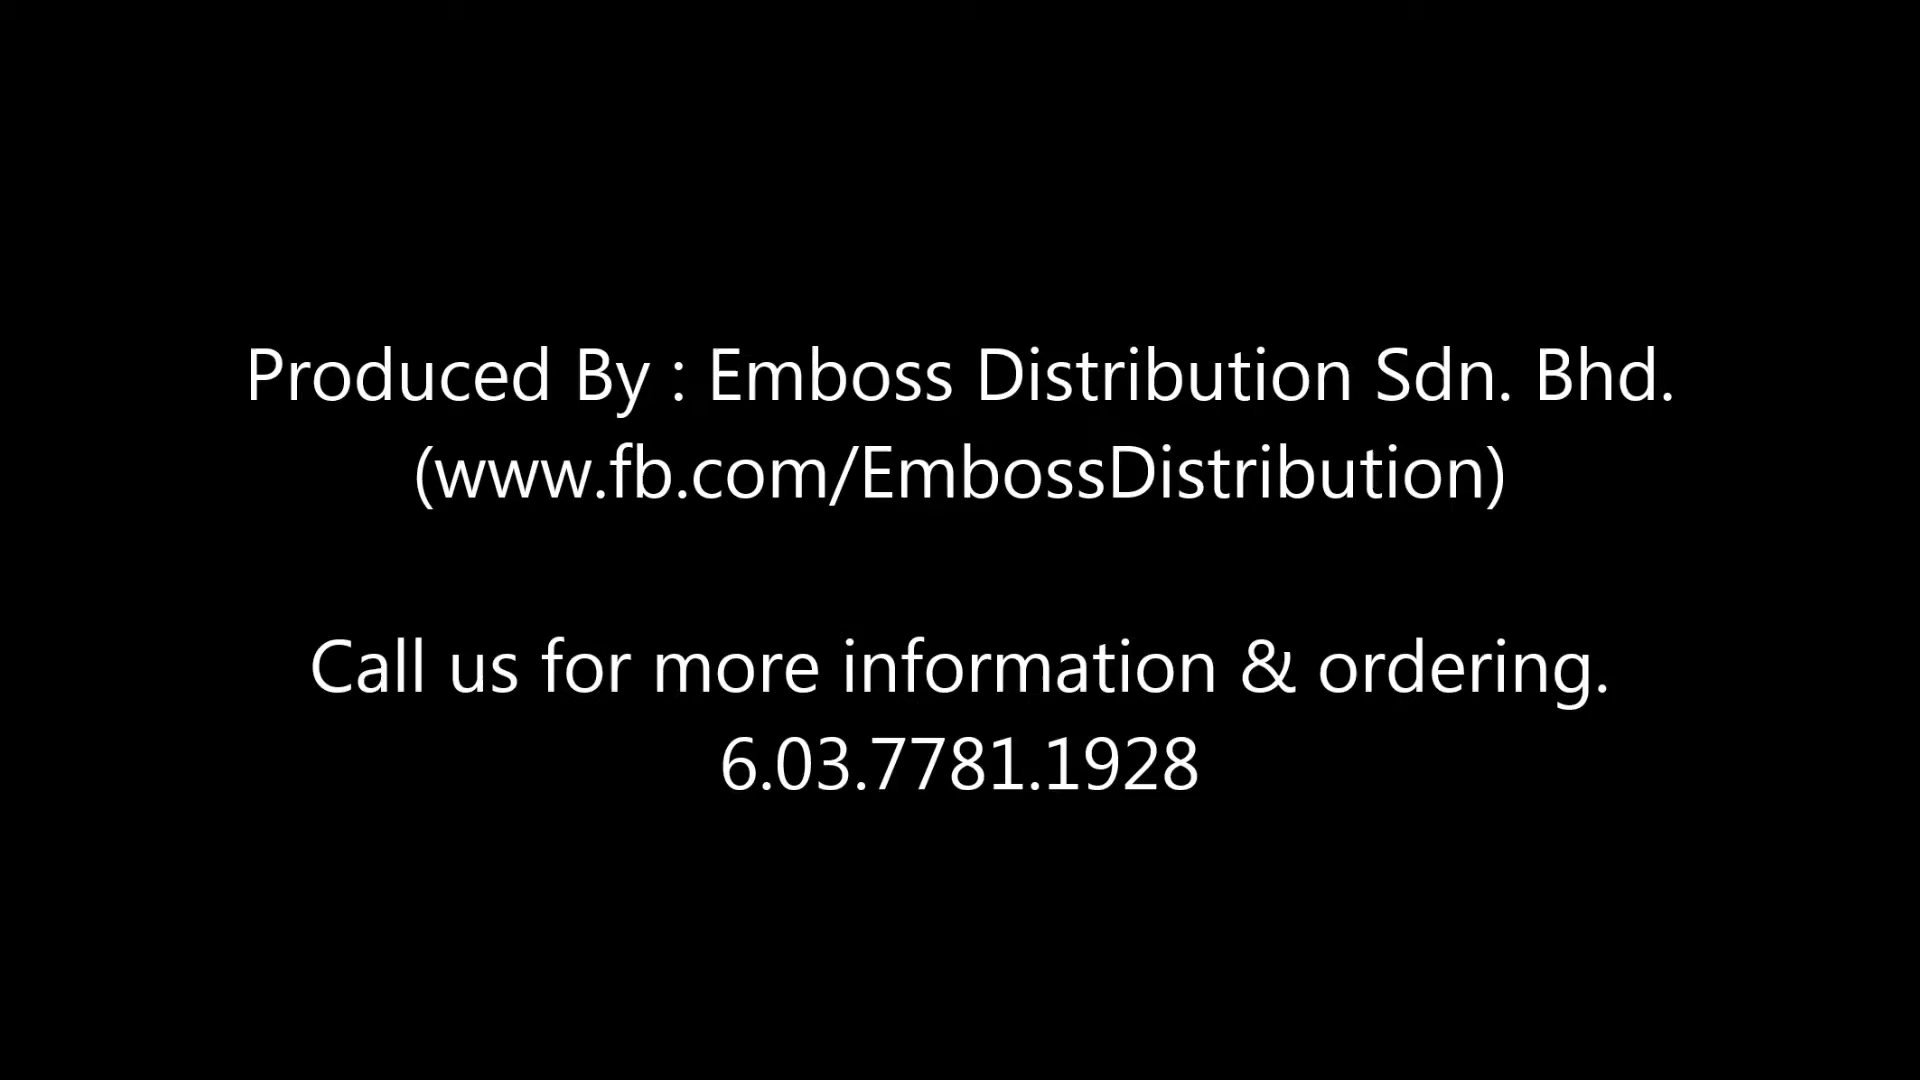 Produced By : Emboss Distribution Sdn. Bhd.
(www.fb.com/EmbossDistribution)
Call us for more information & ordering.
6.03.7781.1928